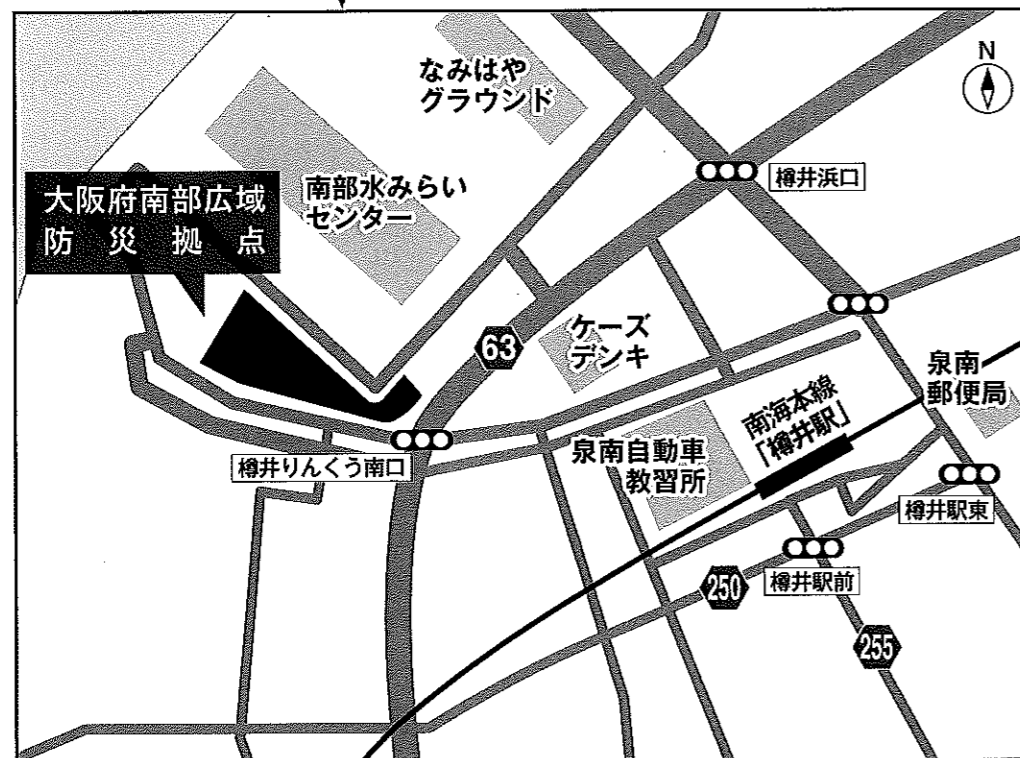 なみはや
グラウンド
N
樽井浜口
大阪府南部広域
防災拠点
南部水みらい
センター
63
ケーズ
デンキ
泉南
郵便局
南海本線
「樽井駅」
泉南自動車
教習所
樽井りんくう南口
樽井駅東
樽井駅前
250
255